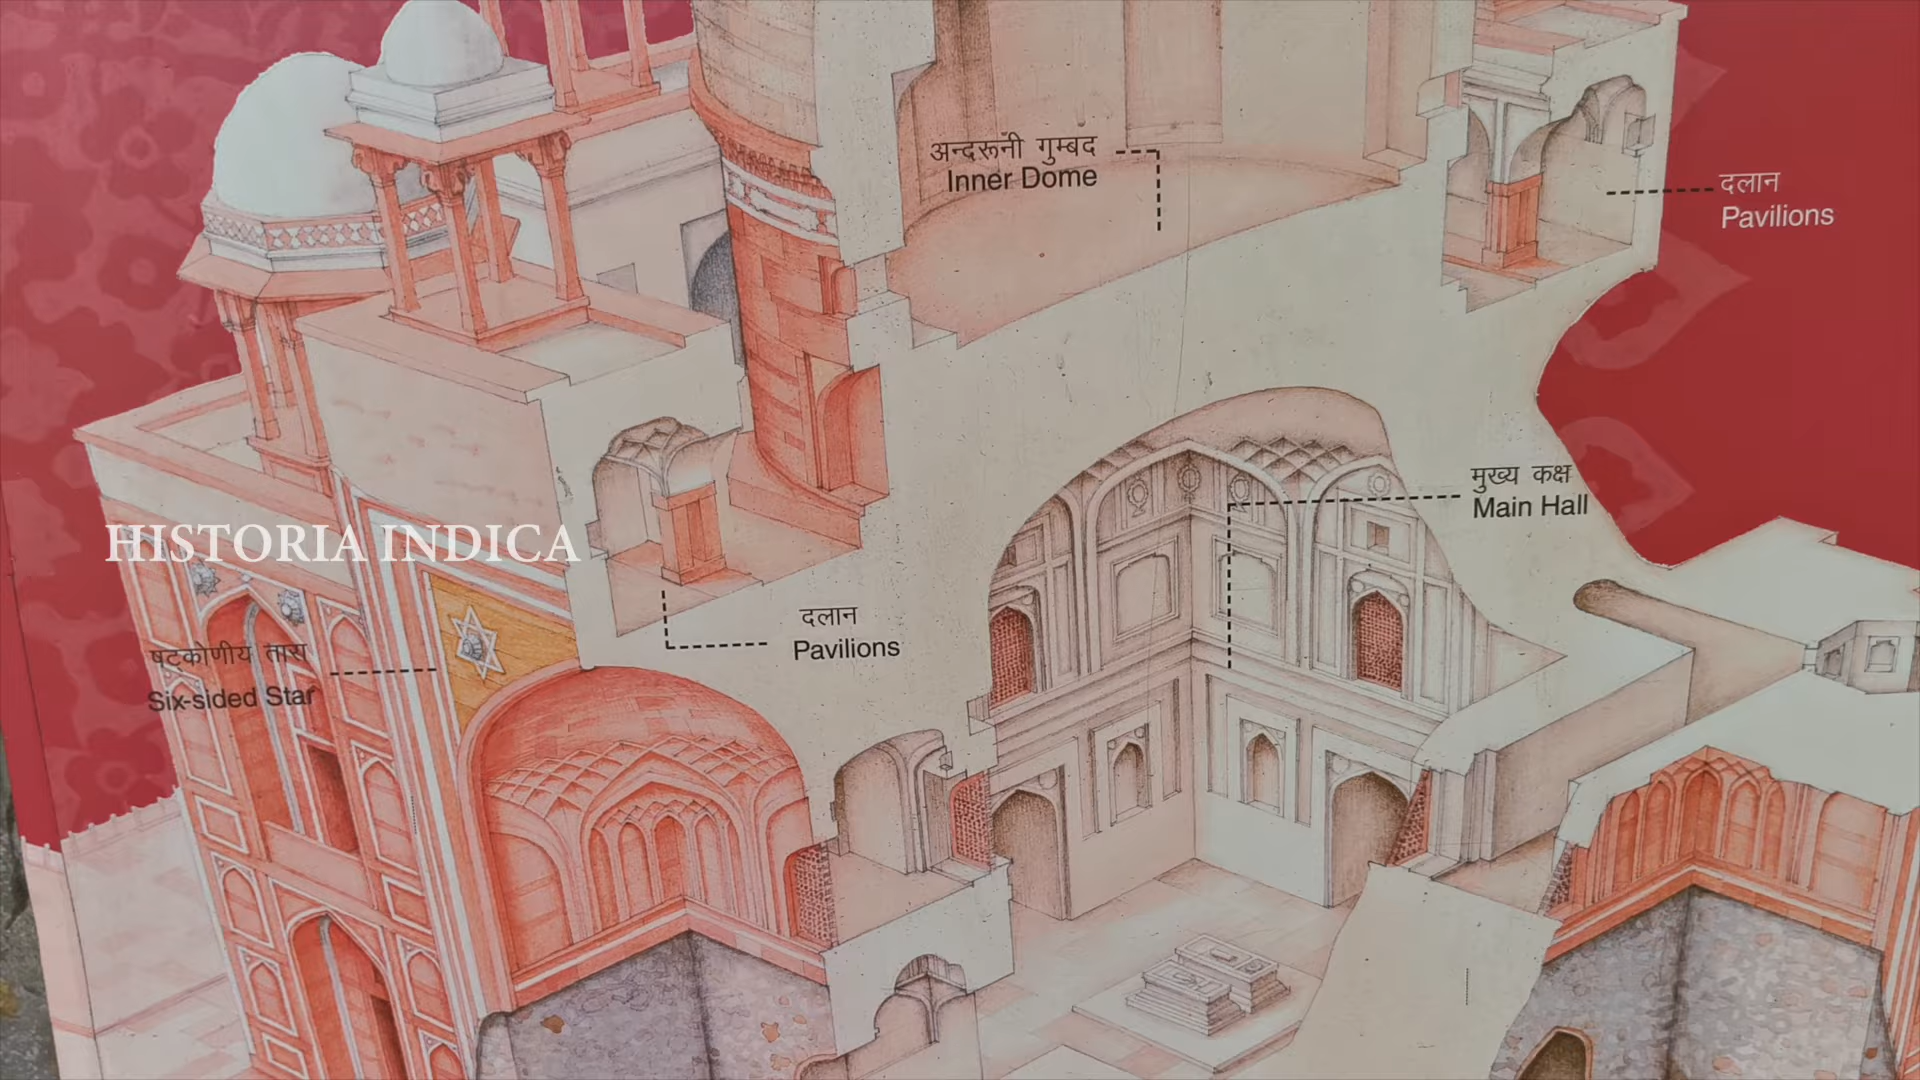 अन्दरूनी गुम्बद
Inner Dome
दलान
Pavilions
मुख्य कक्ष
Main Hall
HISTORIA INDICA
दलान
Pavilions
षटकोणीय तारा
Six-sided Star